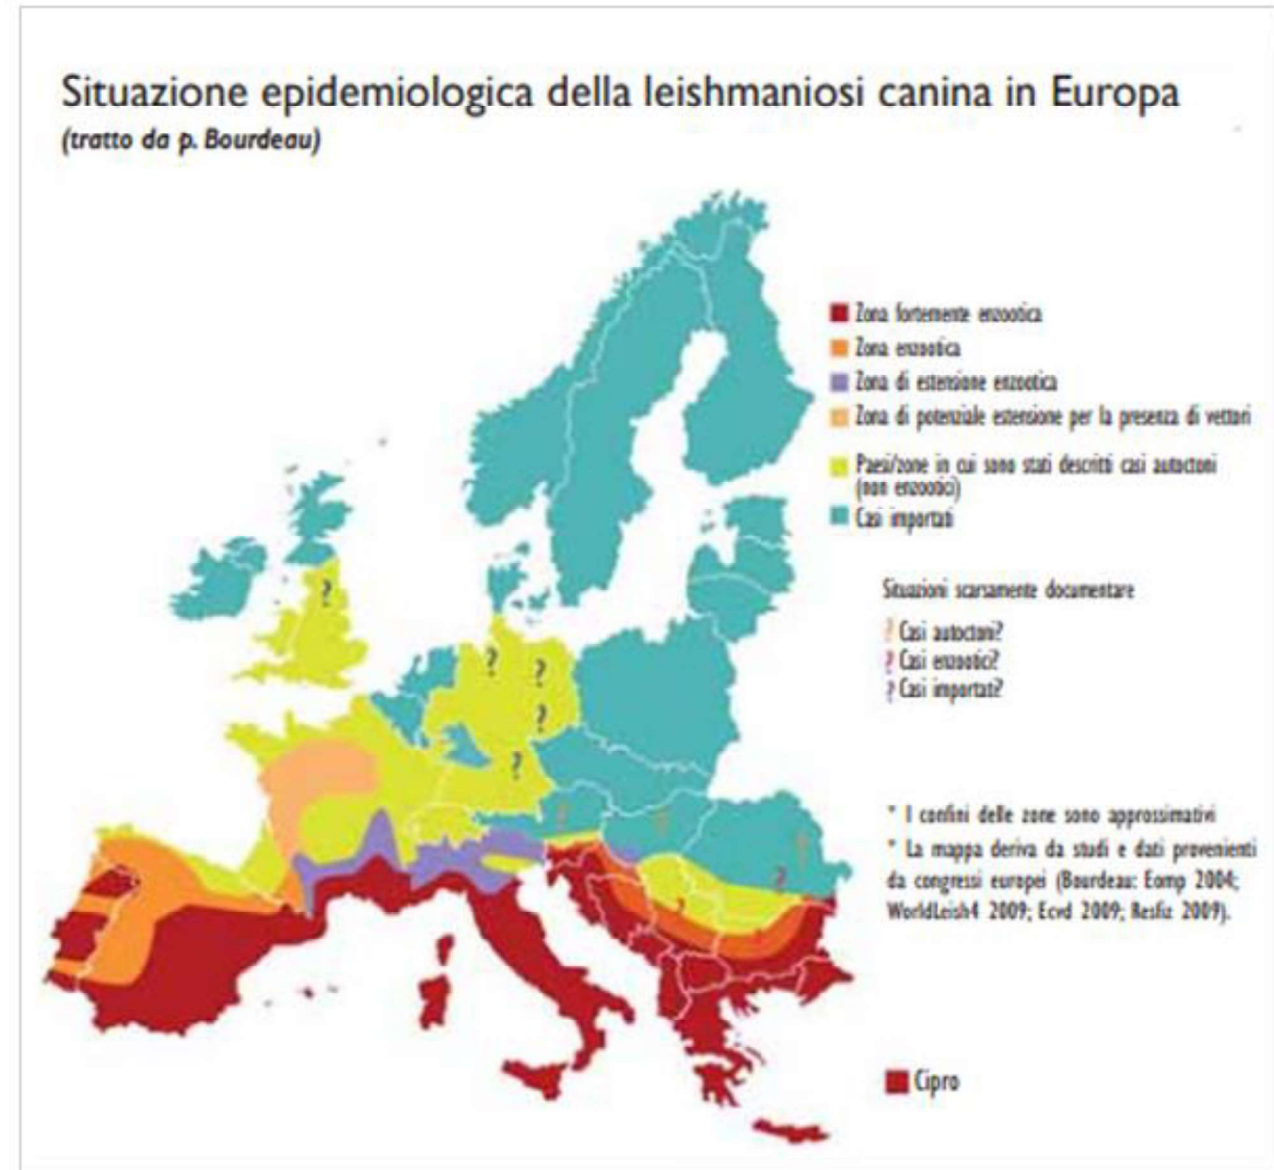 Situazione epidemiologica della leishmaniosi canina in Europa
(tratto da p. Bourdeau)
Zona fortemente enzootica
Zona enzootica
Zona di estensione enzootica
Zona di potenziale estensione per la presenza di vettori
Paesi/zone in cui sono stati descritti casi autoctoni
(non enzootici)
Casi importati
Situazioni scarsamente documentare
? Casi autoctoni?
? Casi enzootici?
? Casi importati?
* I confini delle zone sono approssimativi
* La mappa deriva da studi e dati provenienti
da congressi europei (Bourdeau: Eomp 2004;
WorldLeish4 2009; Ecvd 2009; Resfiz 2009).
Cipro
?
?
?
?
?
?
?
?
?
?